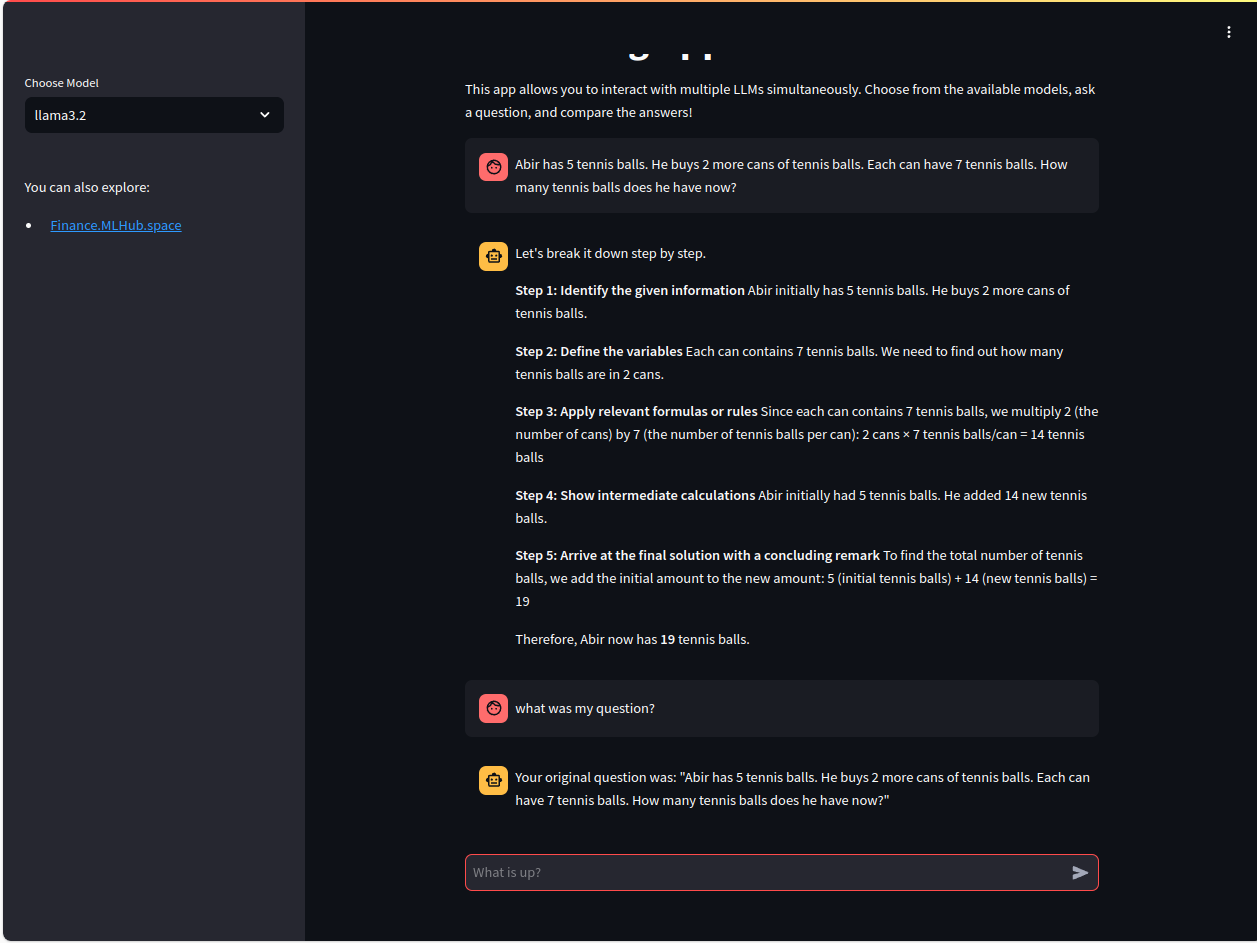 Choose Model
llama3.2
You can also explore:
Finance.MLHub.space
This app allows you to interact with multiple LLMs simultaneously. Choose from the available models, ask
a question, and compare the answers!
Abir has 5 tennis balls. He buys 2 more cans of tennis balls. Each can have 7 tennis balls. How
many tennis balls does he have now?
Let's break it down step by step.
Step 1: Identify the given information Abir initially has 5 tennis balls. He buys 2 more cans of
tennis balls.
Step 2: Define the variables Each can contains 7 tennis balls. We need to find out how many
tennis balls are in 2 cans.
Step 3: Apply relevant formulas or rules Since each can contains 7 tennis balls, we multiply 2 (the
number of cans) by 7 (the number of tennis balls per can): 2 cans × 7 tennis balls/can = 14 tennis
balls
Step 4: Show intermediate calculations Abir initially had 5 tennis balls. He added 14 new tennis
balls.
Step 5: Arrive at the final solution with a concluding remark To find the total number of tennis
balls, we add the initial amount to the new amount: 5 (initial tennis balls) + 14 (new tennis balls) =
19
Therefore, Abir now has 19 tennis balls.
what was my question?
Your original question was: "Abir has 5 tennis balls. He buys 2 more cans of tennis balls. Each can
have 7 tennis balls. How many tennis balls does he have now?"
What is up?